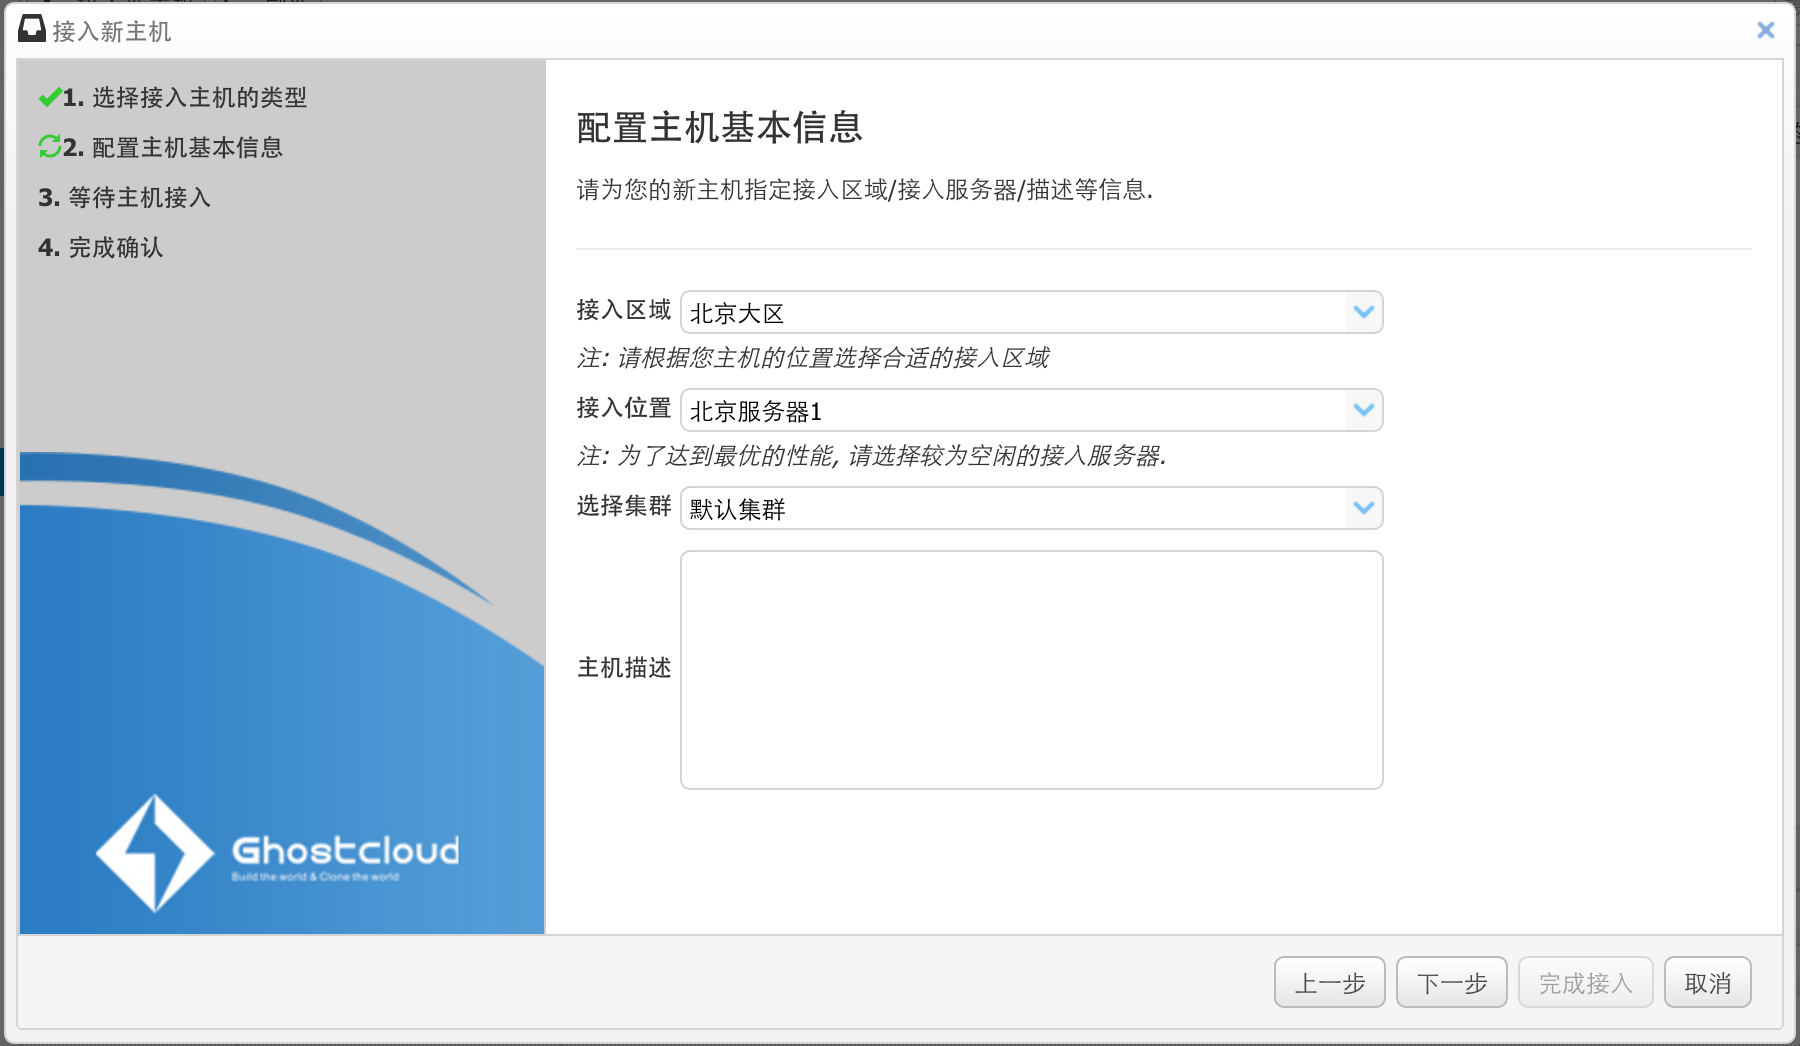 接入新主机
1. 选择接入主机的类型
2. 配置主机基本信息
3. 等待主机接入
4. 完成确认
Ghostcloud
Build the world & Clone the world
配置主机基本信息
请为您的新主机指定接入区域/接入服务器/描述等信息.
接入区域 北京大区
注: 请根据您主机的位置选择合适的接入区域
接入位置 北京服务器1
注: 为了达到最优的性能, 请选择较为空闲的接入服务器.
选择集群 默认集群
主机描述
上一步 下一步 完成接入 取消